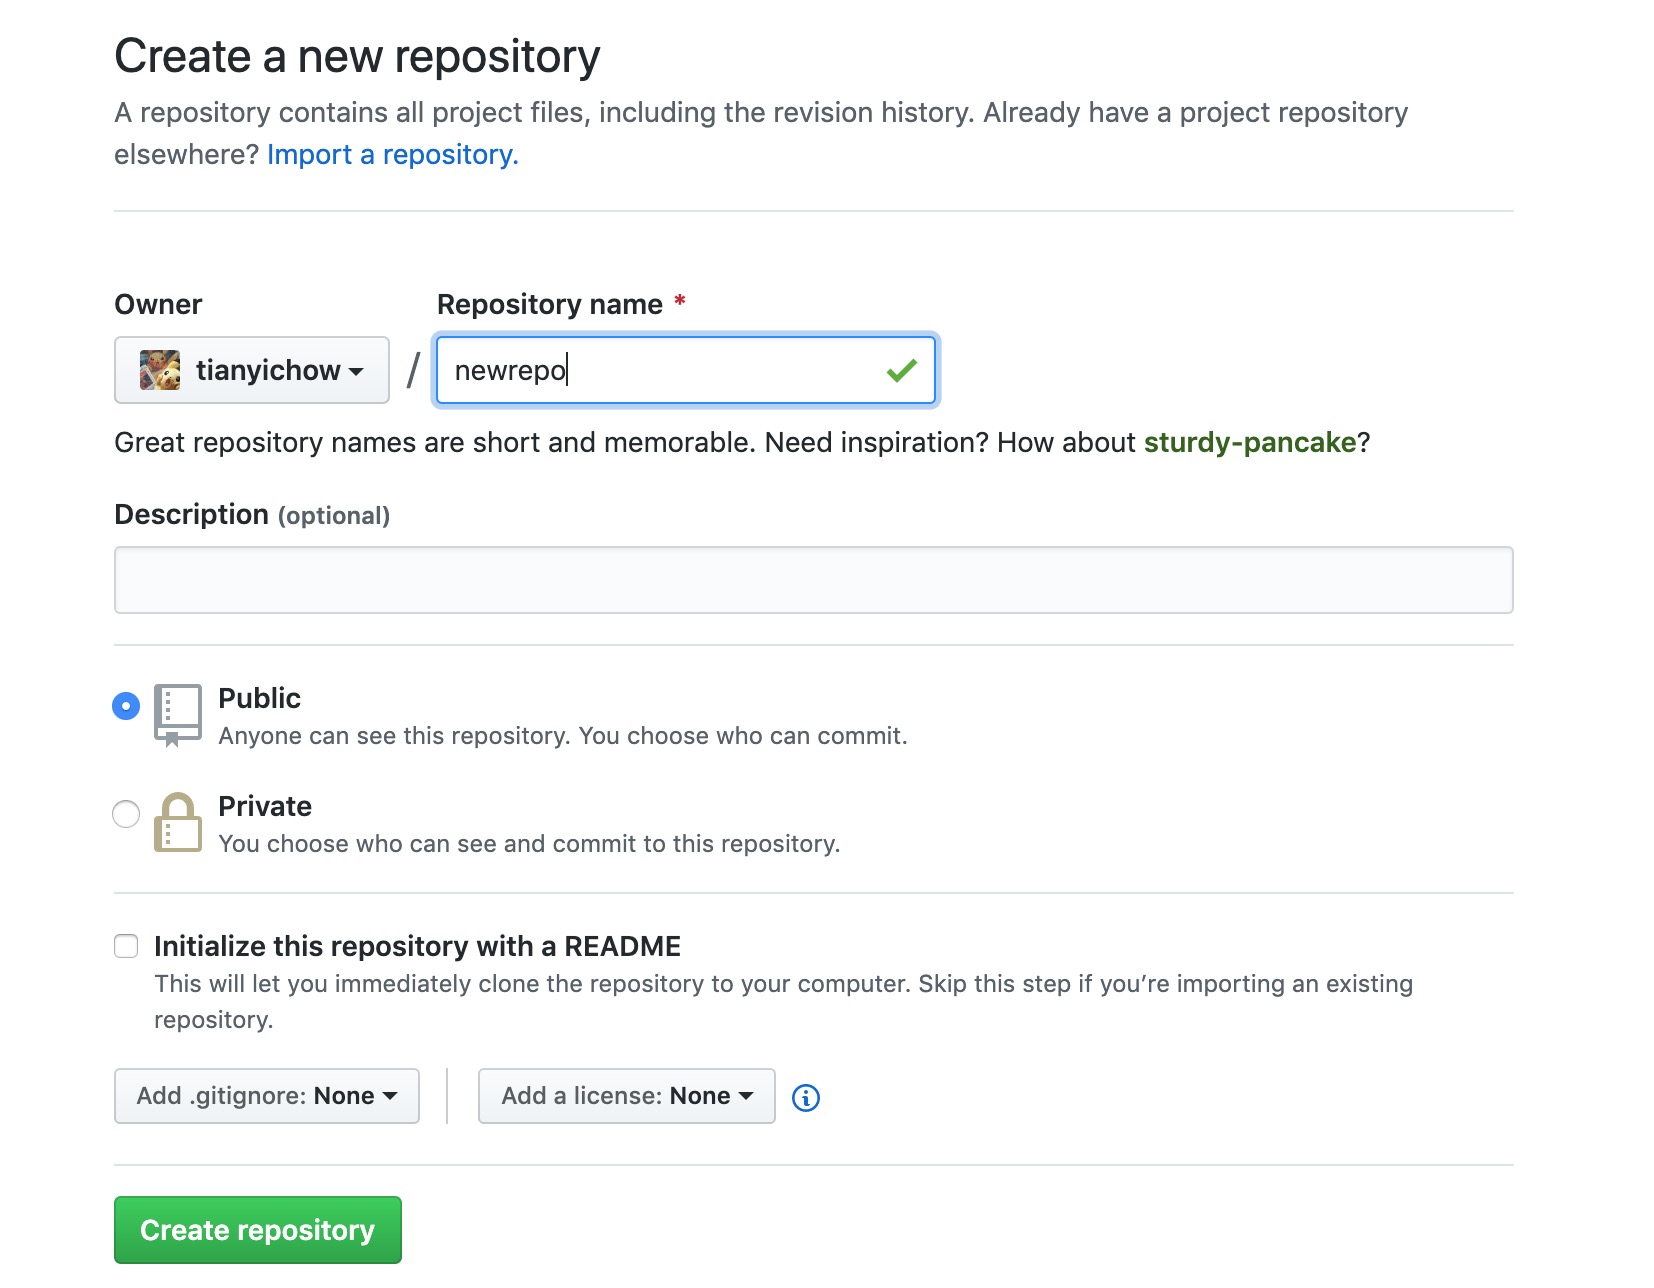 Create a new repository
A repository contains all project files, including the revision history. Already have a project repository
elsewhere? Import a repository.
Owner
Repository name *
tianyichow
/
newrepo
Great repository names are short and memorable. Need inspiration? How about sturdy-pancake?
Description (optional)
Public
Anyone can see this repository. You choose who can commit.
Private
You choose who can see and commit to this repository.
Initialize this repository with a README
This will let you immediately clone the repository to your computer. Skip this step if you’re importing an existing
repository.
Add .gitignore: None
Add a license: None
Create repository